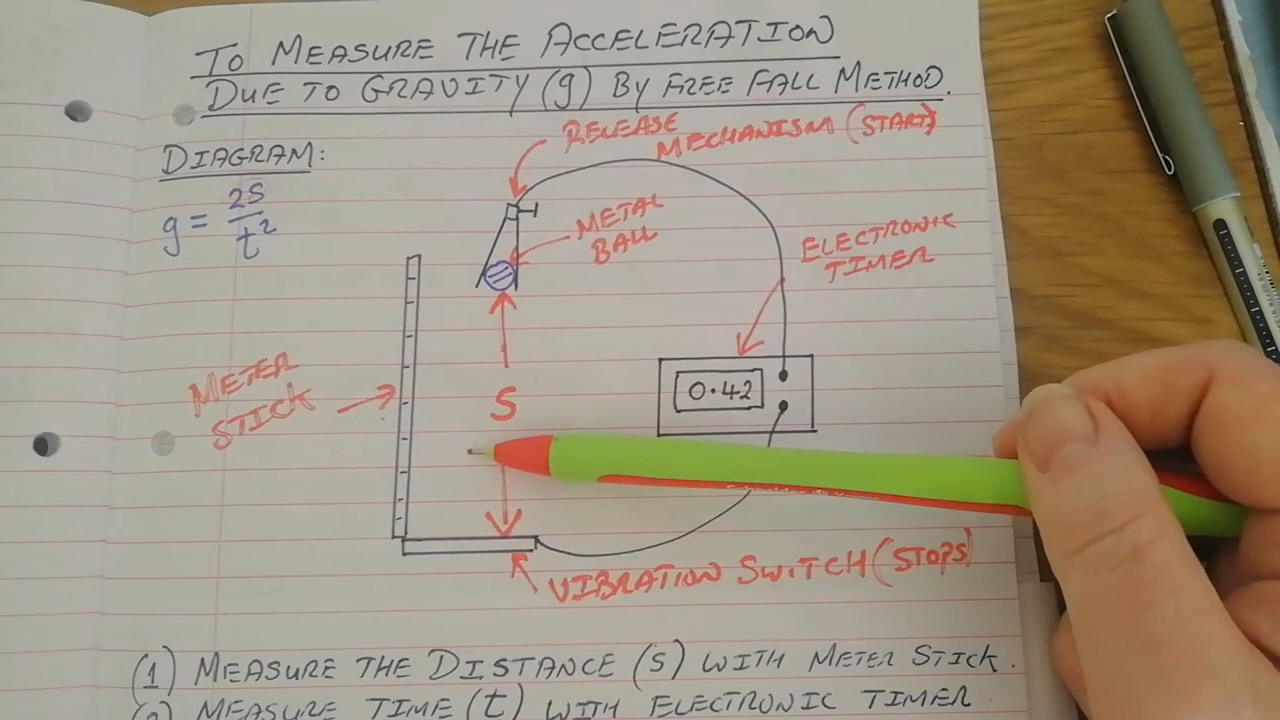 TO MEASURE THE ACCELERATION
DUE TO GRAVITY (g) BY FREE FALL METHOD.
RELEASE
MECHANISM (START)
DIAGRAM:
g = 2s/t²
METAL
BALL
ELECTRONIC
TIMER
METER
STICK
S
0.42
VIBRATION SWITCH (STOPS)
(1) MEASURE THE DISTANCE (s) WITH METER STICK.
(2) MEASURE TIME (t) WITH ELECTRONIC TIMER